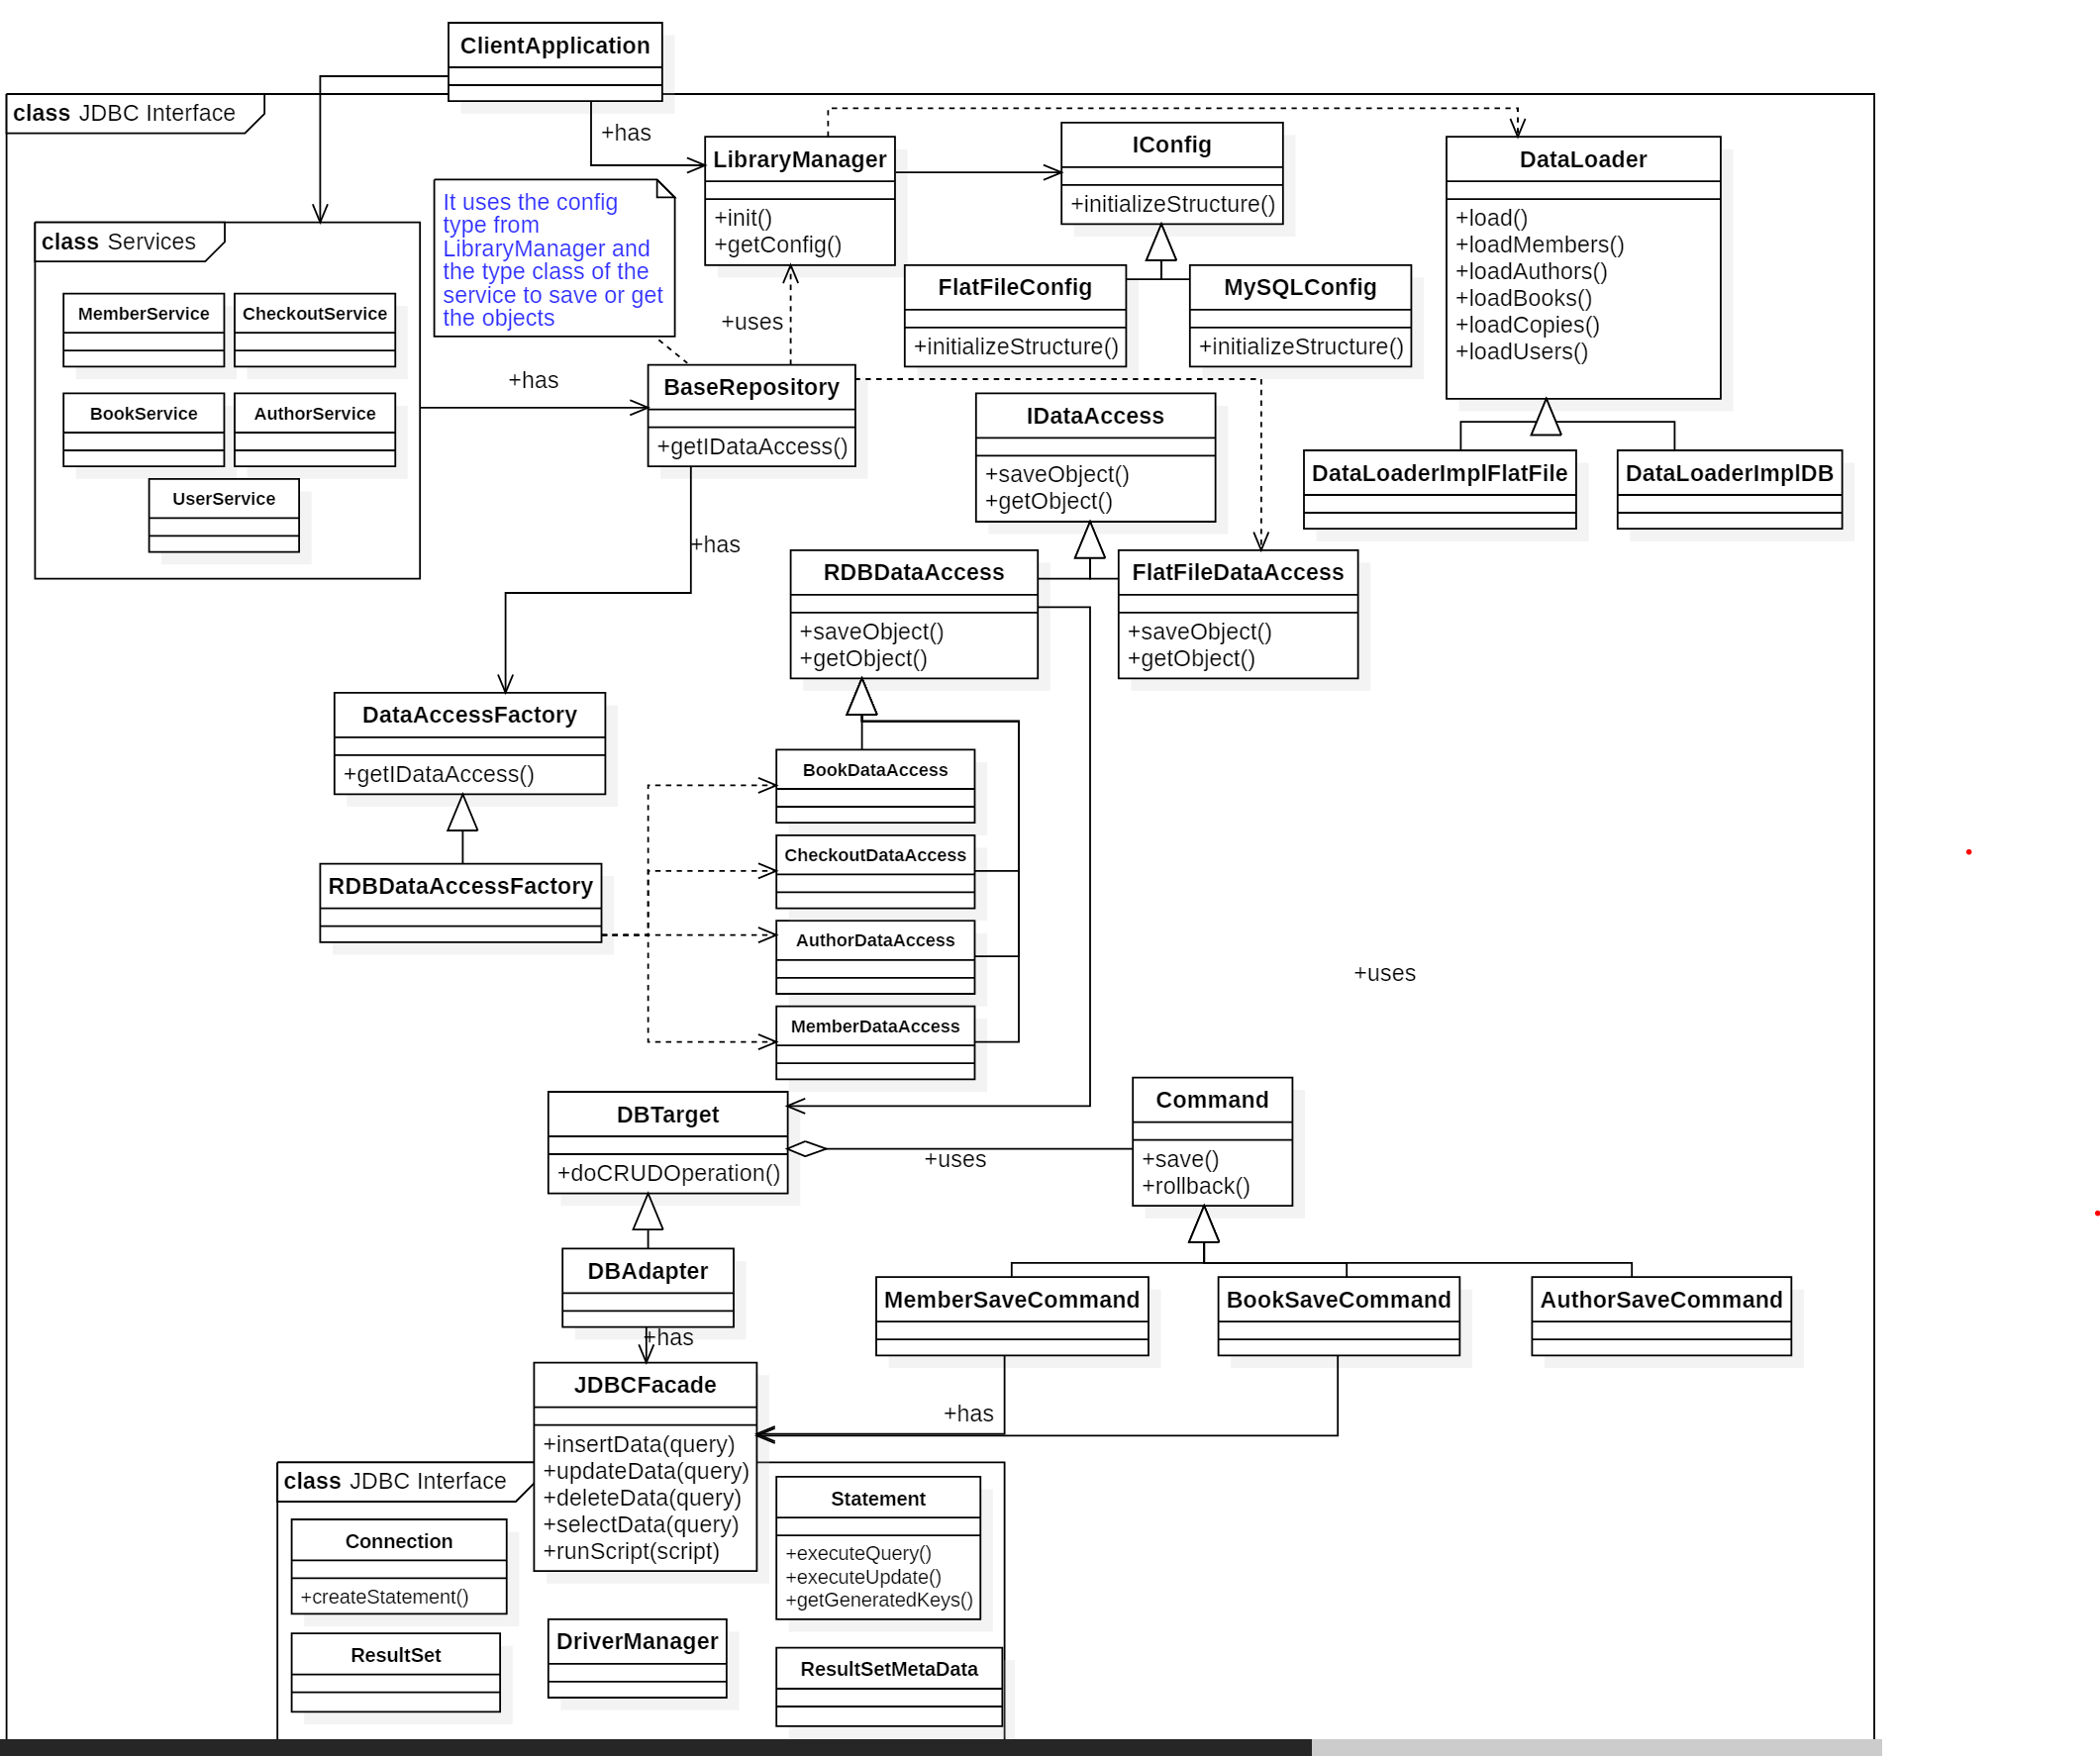 ClientApplication
class JDBC Interface
+has
LibraryManager
+init()
+getConfig()
IConfig
+initializeStructure()
DataLoader
+load()
+loadMembers()
+loadAuthors()
+loadBooks()
+loadCopies()
+loadUsers()
It uses the config
type from
LibraryManager and
the type class of the
service to save or get
the objects
class Services
MemberService
CheckoutService
BookService
AuthorService
UserService
+uses
FlatFileConfig
+initializeStructure()
MySQLConfig
+initializeStructure()
+has
BaseRepository
+getIDataAccess()
IDataAccess
+saveObject()
+getObject()
DataLoaderImplFlatFile
DataLoaderImplDB
+has
RDBDataAccess
+saveObject()
+getObject()
FlatFileDataAccess
+saveObject()
+getObject()
DataAccessFactory
+getIDataAccess()
RDBDataAccessFactory
BookDataAccess
CheckoutDataAccess
AuthorDataAccess
MemberDataAccess
+uses
DBTarget
+doCRUDOperation()
+uses
Command
+save()
+rollback()
DBAdapter
+has
MemberSaveCommand
BookSaveCommand
AuthorSaveCommand
JDBCFacade
+insertData(query)
+updateData(query)
+deleteData(query)
+selectData(query)
+runScript(script)
+has
class JDBC Interface
Connection
+createStatement()
Statement
+executeQuery()
+executeUpdate()
+getGeneratedKeys()
ResultSet
DriverManager
ResultSetMetaData